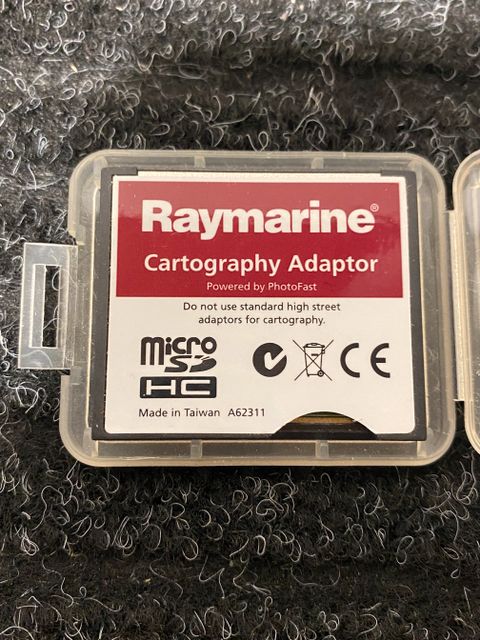 Raymarine®
Cartography Adaptor
Powered by PhotoFast
Do not use standard high street
adaptors for cartography.
micro
SD
HC
CE
Made in Taiwan A62311